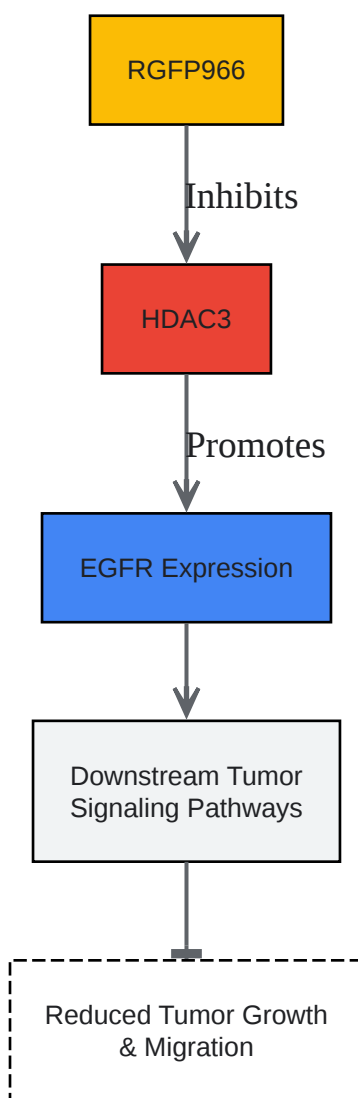 RGFP966
Inhibits
HDAC3
Promotes
EGFR Expression
Downstream Tumor
Signaling Pathways
Reduced Tumor Growth
& Migration